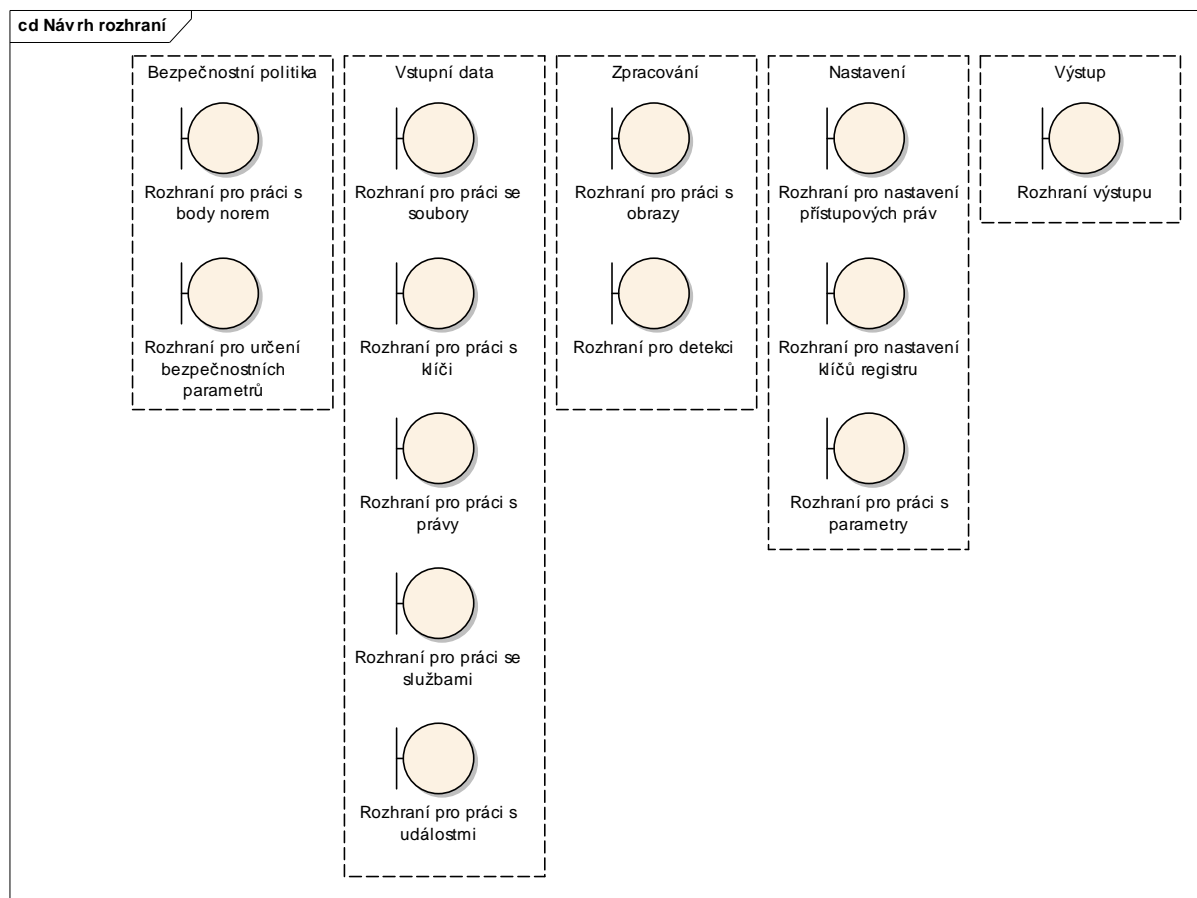 cd Návrh rozhraní
Bezpečnostní politika
Rozhraní pro práci s
body norem
Rozhraní pro určení
bezpečnostních
parametrů
Vstupní data
Rozhraní pro práci se
soubory
Rozhraní pro práci s
klíči
Rozhraní pro práci s
právy
Rozhraní pro práci se
službami
Rozhraní pro práci s
událostmi
Zpracování
Rozhraní pro práci s
obrazy
Rozhraní pro detekci
Nastavení
Rozhraní pro nastavení
přístupových práv
Rozhraní pro nastavení
klíčů registru
Rozhraní pro práci s
parametry
Výstup
Rozhraní výstupu